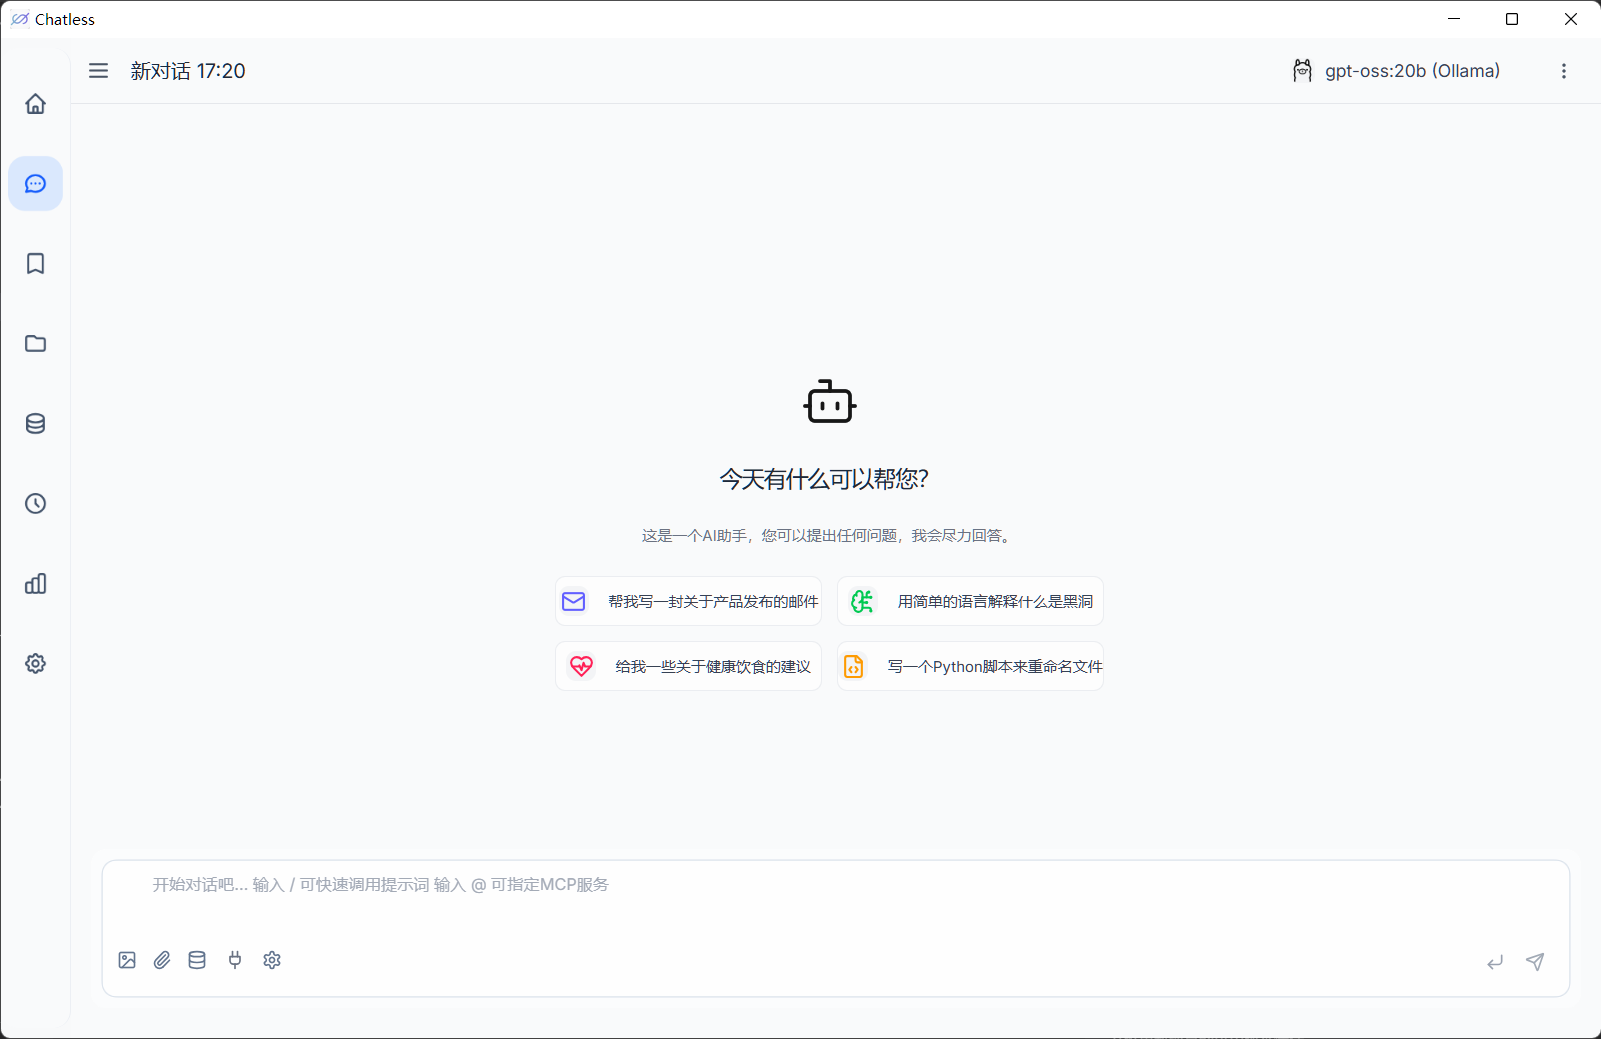 Chatless
新对话 17:20
gpt-oss:20b (Ollama)
今天有什么可以帮您？
这是一个AI助手，您可以提出任何问题，我会尽力回答。
帮我写一封关于产品发布的邮件
用简单的语言解释什么是黑洞
给我一些关于健康饮食的建议
写一个Python脚本来重命名文件
开始对话吧... 输入 / 可快速调用提示词 输入 @ 可指定MCP服务